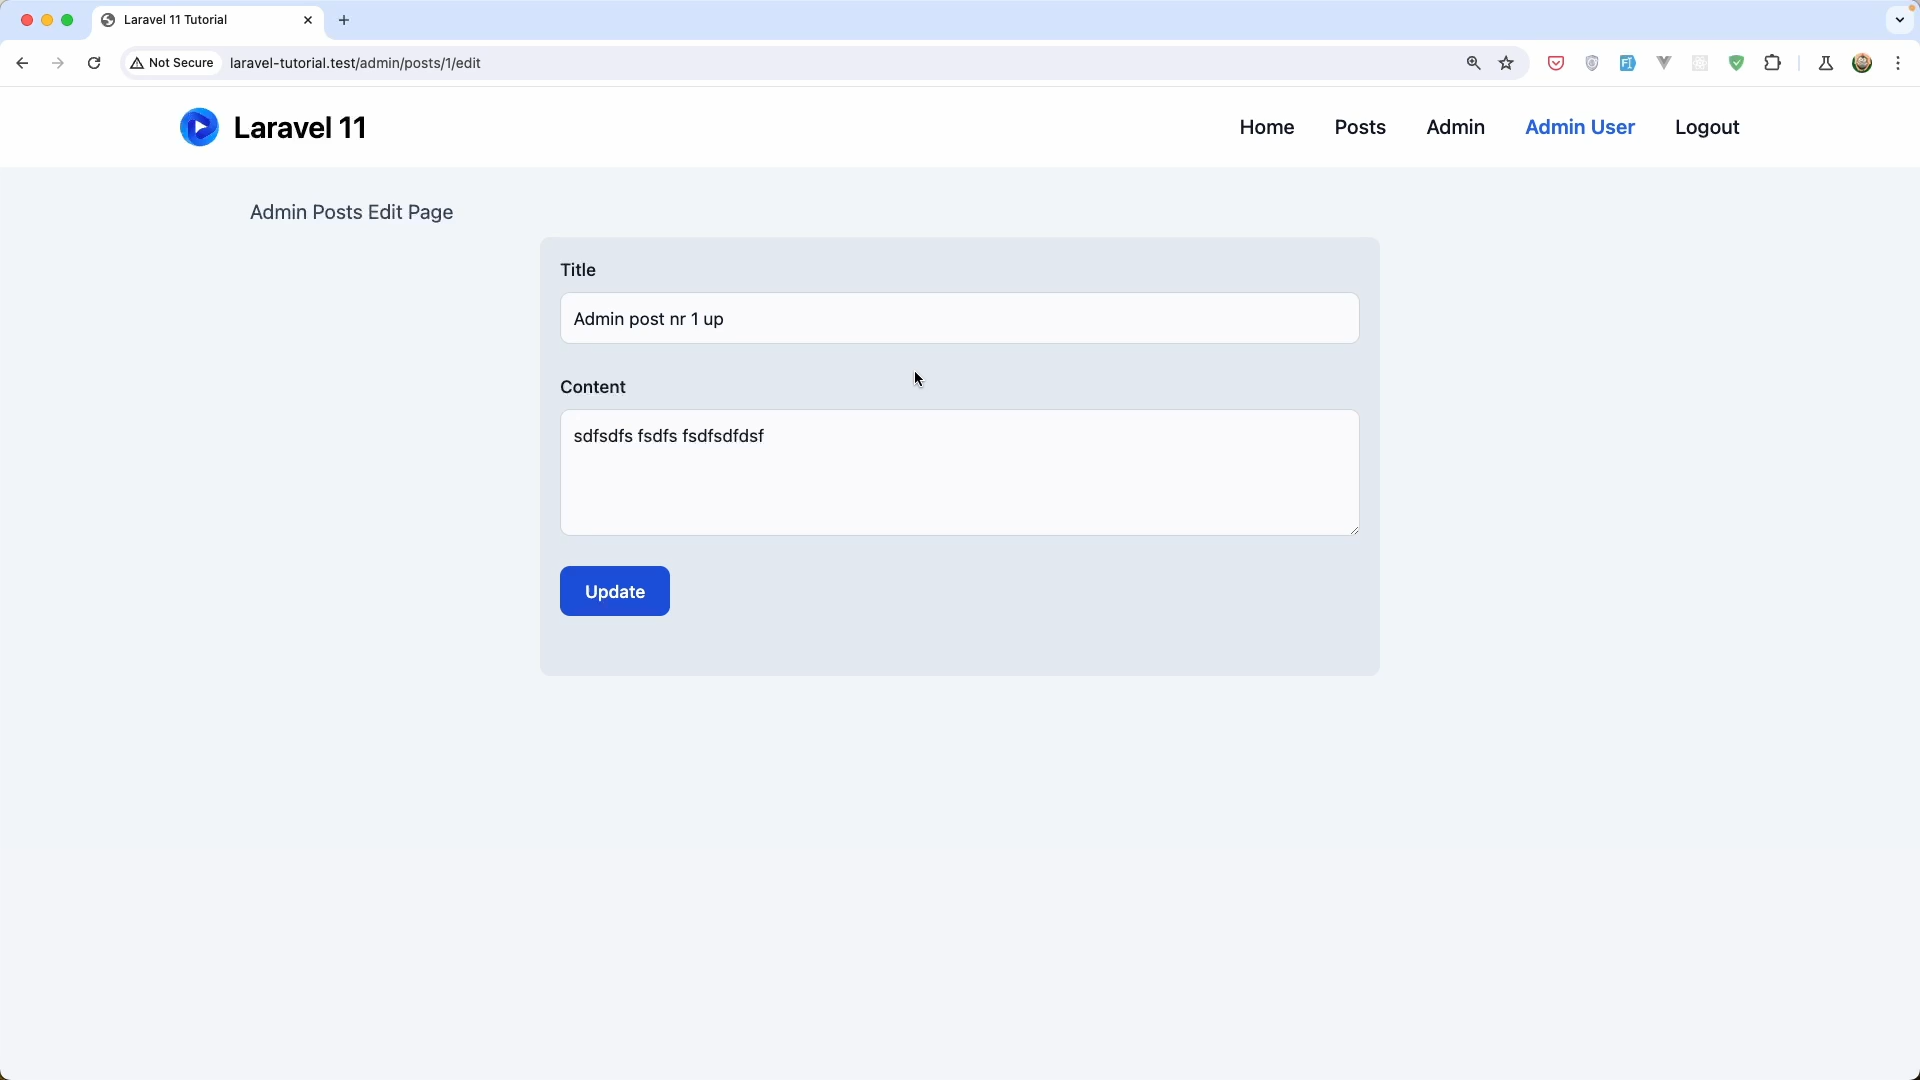 Laravel 11 Tutorial
Not Secure laravel-tutorial.test/admin/posts/1/edit
Laravel 11 Home Posts Admin Admin User Logout
Admin Posts Edit Page
Title
Admin post nr 1 up
Content
sdfsdfs fsdfs fsdfsdfdsf
Update